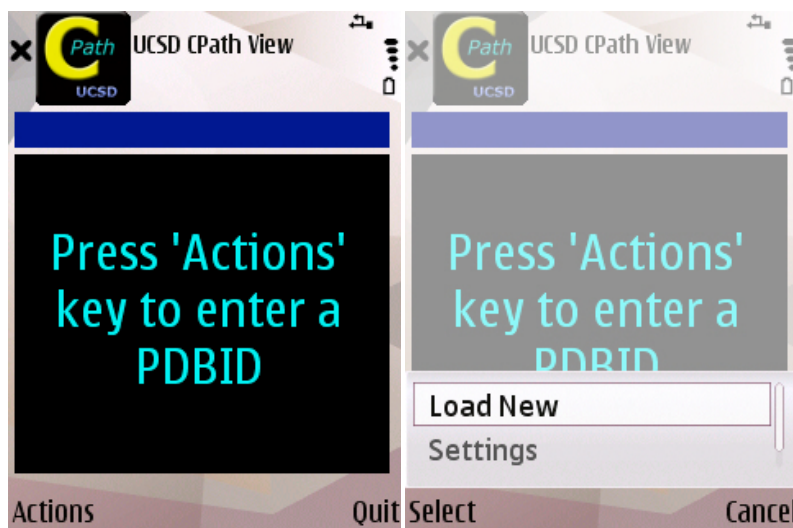 C Path
UCSD
UCSD CPath View
Press 'Actions'
key to enter a
PDBID
Actions
Quit
C Path
UCSD
UCSD CPath View
Press 'Actions'
key to enter a
PDBID
Load New
Settings
Select
Cancel